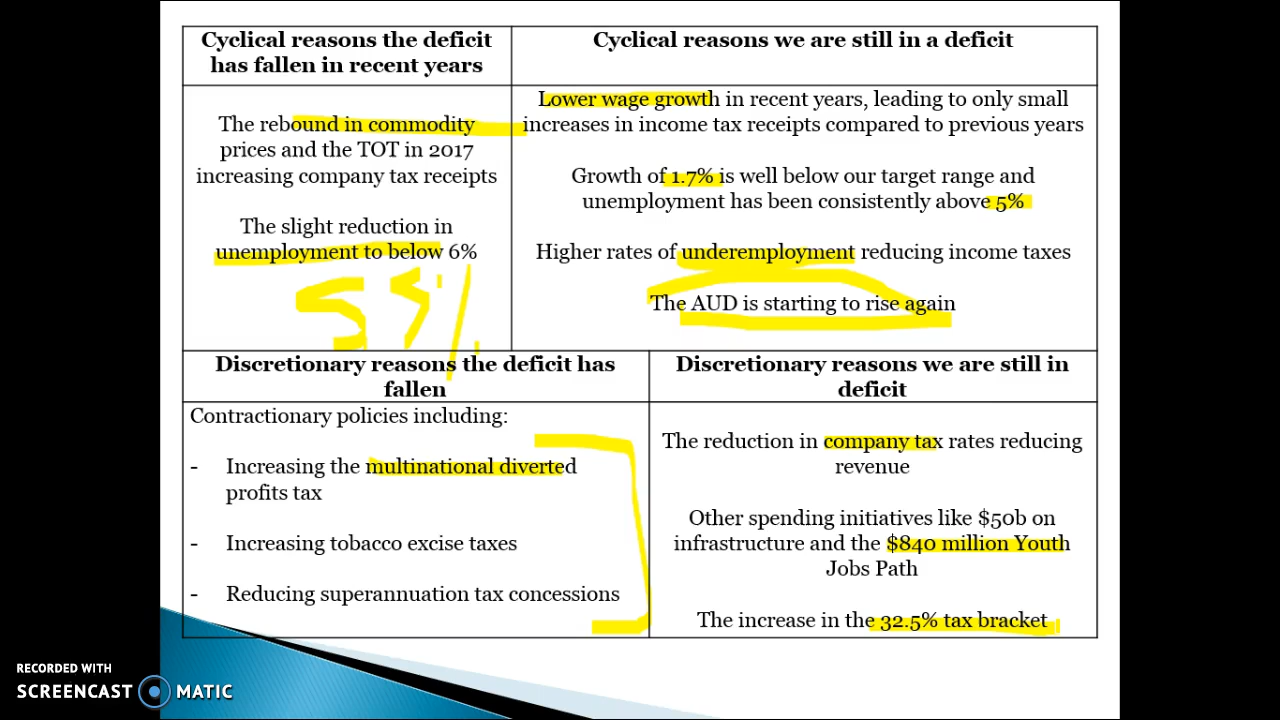 Cyclical reasons the deficit
has fallen in recent years
Cyclical reasons we are still in a deficit
The rebound in commodity
prices and the TOT in 2017
increasing company tax receipts
The slight reduction in
unemployment to below 6%
5.5%
Lower wage growth in recent years, leading to only small
increases in income tax receipts compared to previous years
Growth of 1.7% is well below our target range and
unemployment has been consistently above 5%
Higher rates of underemployment reducing income taxes
The AUD is starting to rise again
Discretionary reasons the deficit has
fallen
Discretionary reasons we are still in
deficit
Contractionary policies including:
- Increasing the multinational diverted
profits tax
- Increasing tobacco excise taxes
- Reducing superannuation tax concessions
The reduction in company tax rates reducing
revenue
Other spending initiatives like $50b on
infrastructure and the $840 million Youth
Jobs Path
The increase in the 32.5% tax bracket
RECORDED WITH
SCREENCAST MATIC